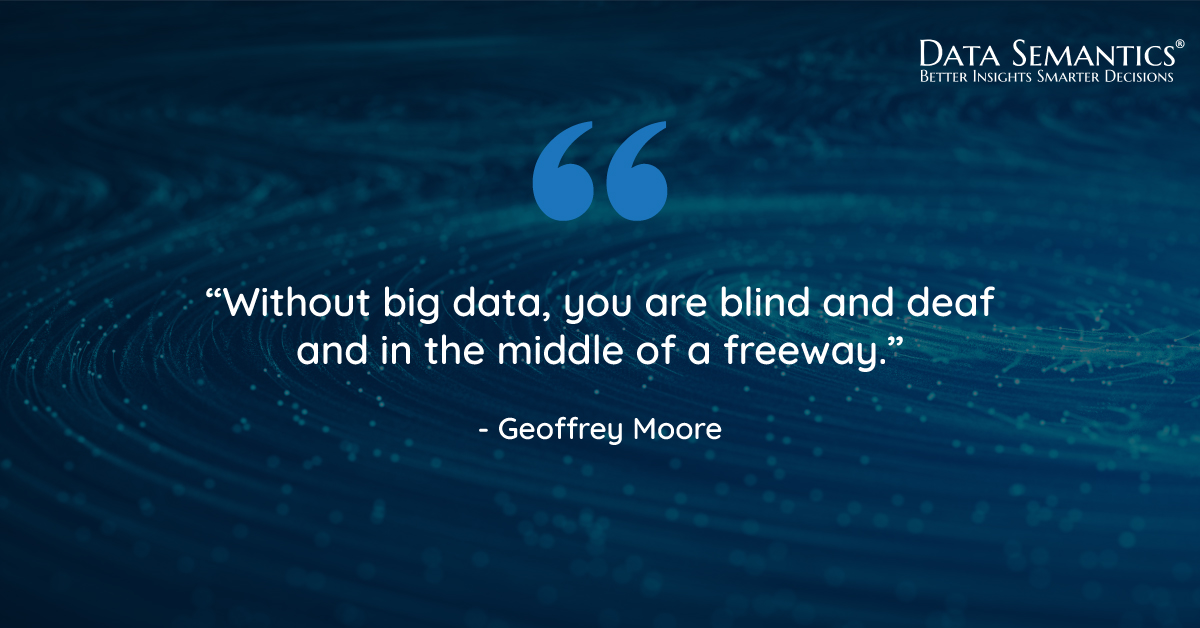 DATA SEMANTICS®
BETTER INSIGHTS SMARTER DECISIONS
“Without big data, you are blind and deaf
and in the middle of a freeway.”
- Geoffrey Moore